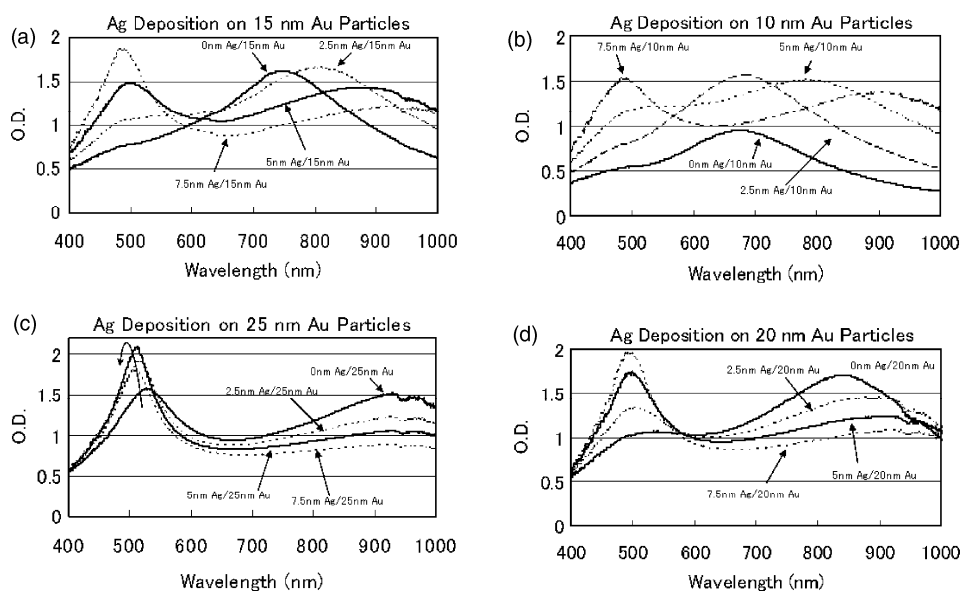 (a)
Ag Deposition on 15 nm Au Particles
0nm Ag/15nm Au
2.5nm Ag/15nm Au
5nm Ag/15nm Au
7.5nm Ag/15nm Au
O.D.
2
1.5
1
0.5
0
400 500 600 700 800 900 1000
Wavelength (nm)
(b)
Ag Deposition on 10 nm Au Particles
7.5nm Ag/10nm Au
5nm Ag/10nm Au
0nm Ag/10nm Au
2.5nm Ag/10nm Au
O.D.
2
1.5
1
0.5
0
400 500 600 700 800 900 1000
Wavelength (nm)
(c)
Ag Deposition on 25 nm Au Particles
0nm Ag/25nm Au
2.5nm Ag/25nm Au
5nm Ag/25nm Au
7.5nm Ag/25nm Au
O.D.
2
1.5
1
0.5
0
400 500 600 700 800 900 1000
Wavelength (nm)
(d)
Ag Deposition on 20 nm Au Particles
2.5nm Ag/20nm Au
0nm Ag/20nm Au
5nm Ag/20nm Au
7.5nm Ag/20nm Au
O.D.
2
1.5
1
0.5
0
400 500 600 700 800 900 1000
Wavelength (nm)